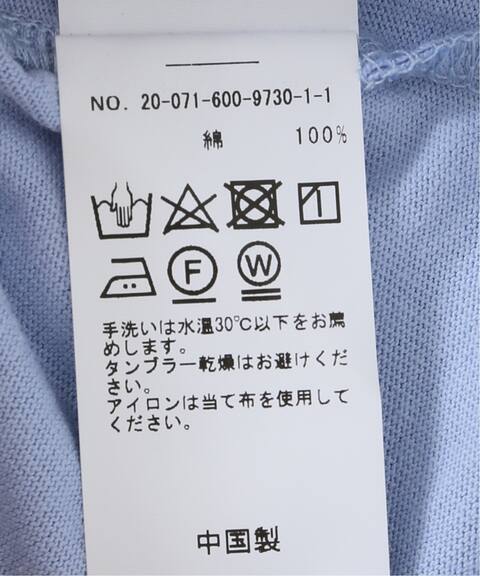 NO. 20-071-600-9730-1-1
綿 100%
F W
手洗いは水温30℃以下をお薦
めします。
タンブラー乾燥はお避けくだ
さい。
アイロンは当て布を使用して
ください。
中国製